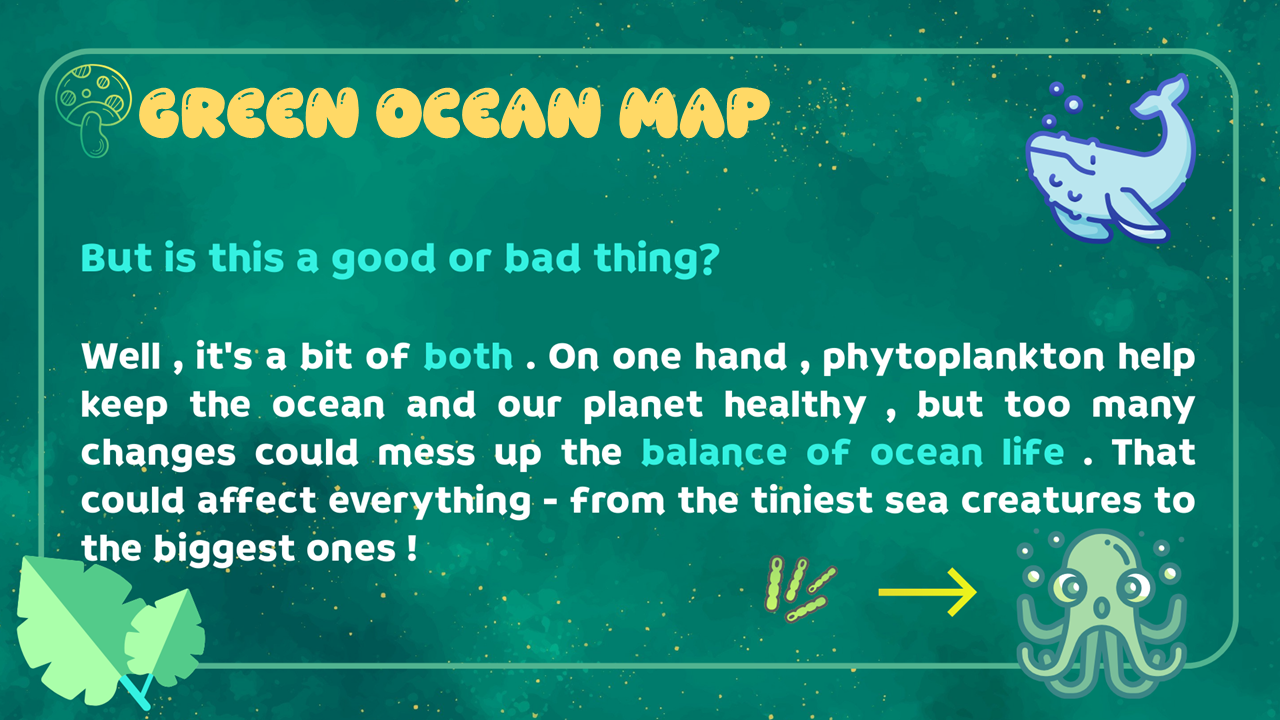 GREEN OCEAN MAP
But is this a good or bad thing?
Well , it's a bit of both . On one hand , phytoplankton help
keep the ocean and our planet healthy , but too many
changes could mess up the balance of ocean life . That
could affect everything - from the tiniest sea creatures to
the biggest ones !